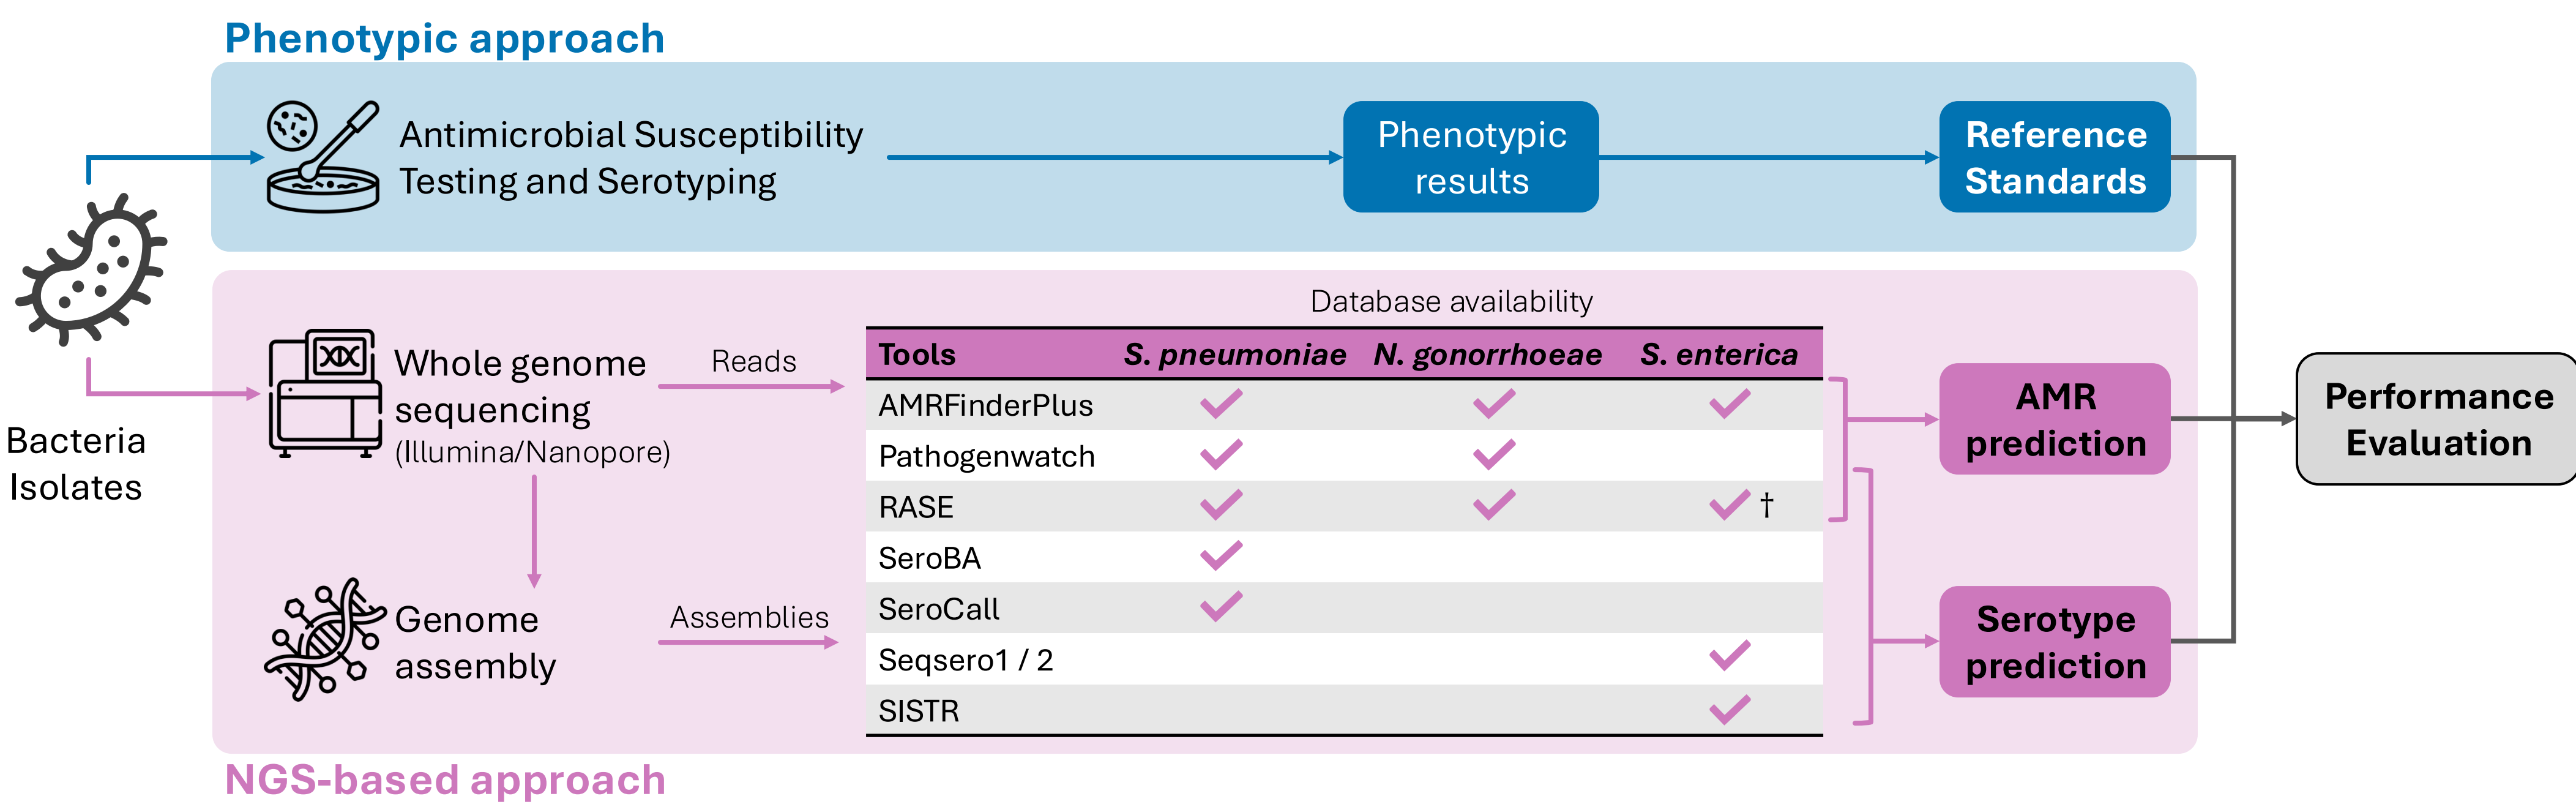 Phenotypic approach
Antimicrobial Susceptibility
Testing and Serotyping
Phenotypic
results
Reference
Standards
Bacteria
Isolates
Whole genome
sequencing
(Illumina/Nanopore)
Reads
Genome
assembly
Assemblies
Database availability
Tools S. pneumoniae N. gonorrhoeae S. enterica
AMRFinderPlus ✓ ✓ ✓
Pathogenwatch ✓ ✓
RASE ✓ ✓ ✓ †
SeroBA ✓
SeroCall ✓
Seqsero1 / 2 ✓
SISTR ✓
AMR
prediction
Serotype
prediction
Performance
Evaluation
NGS-based approach